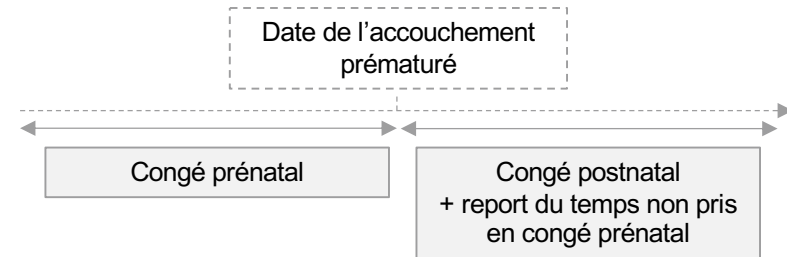 Date de l’accouchement
prématuré
Congé prénatal
Congé postnatal
+ report du temps non pris
en congé prénatal